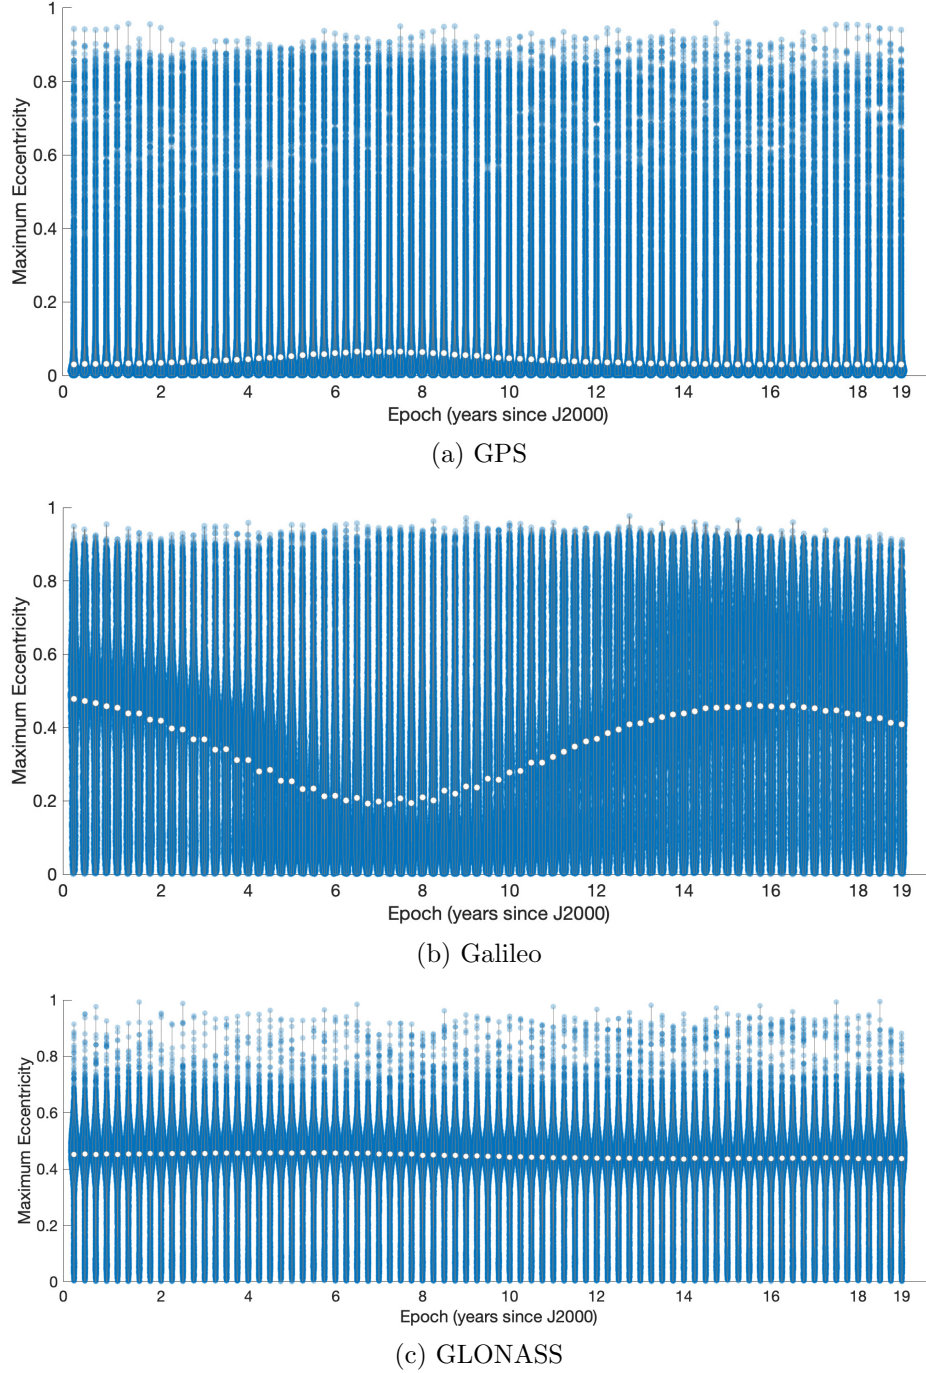 1
0.8
0.6
0.4
0.2
0
Maximum Eccentricity
0 2 4 6 8 10 12 14 16 18 19
Epoch (years since J2000)
(a) GPS
1
0.8
0.6
0.4
0.2
0
Maximum Eccentricity
0 2 4 6 8 10 12 14 16 18 19
Epoch (years since J2000)
(b) Galileo
1
0.8
0.6
0.4
0.2
0
Maximum Eccentricity
0 2 4 6 8 10 12 14 16 18 19
Epoch (years since J2000)
(c) GLONASS